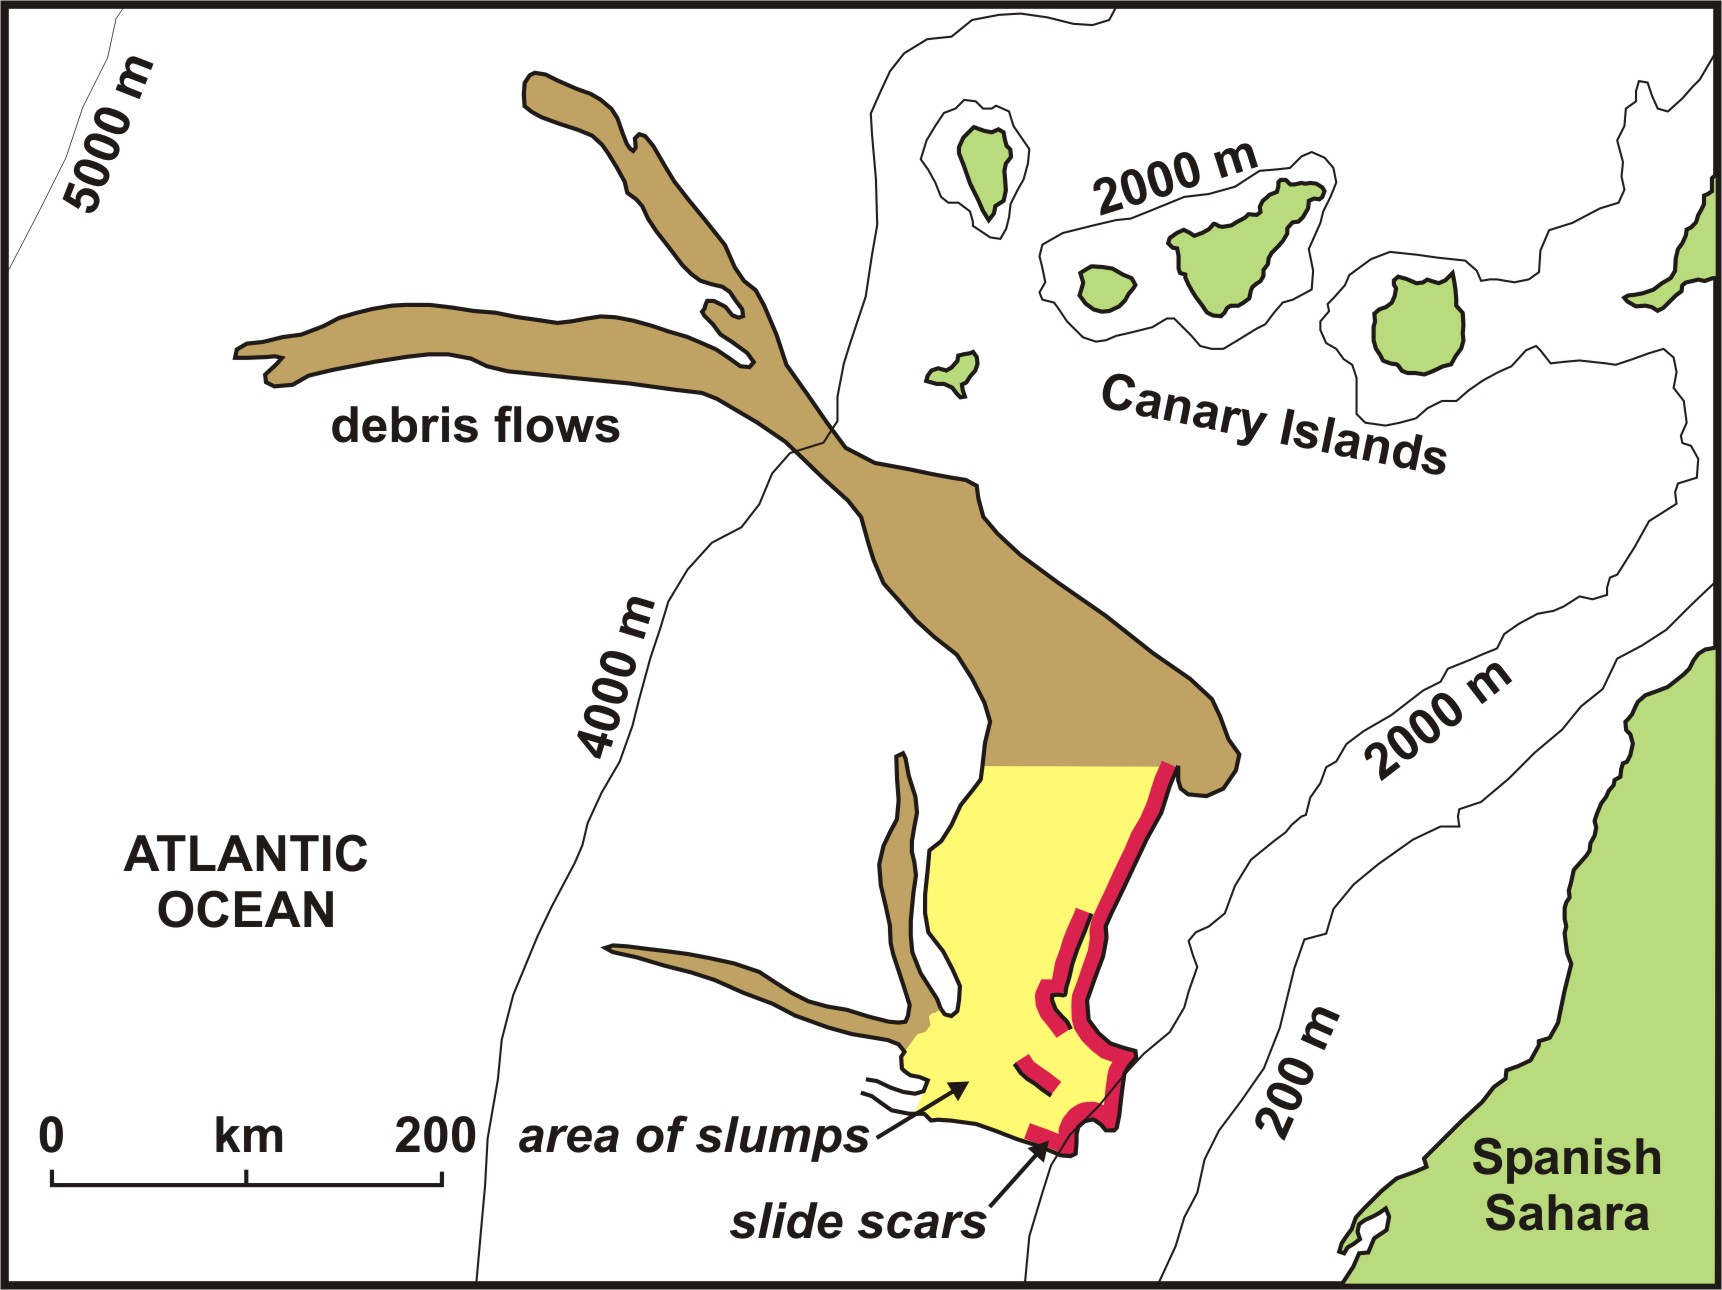 5000 m
2000 m
Canary Islands
debris flows
4000 m
2000 m
ATLANTIC
OCEAN
200 m
0 km 200
area of slumps
slide scars
Spanish
Sahara